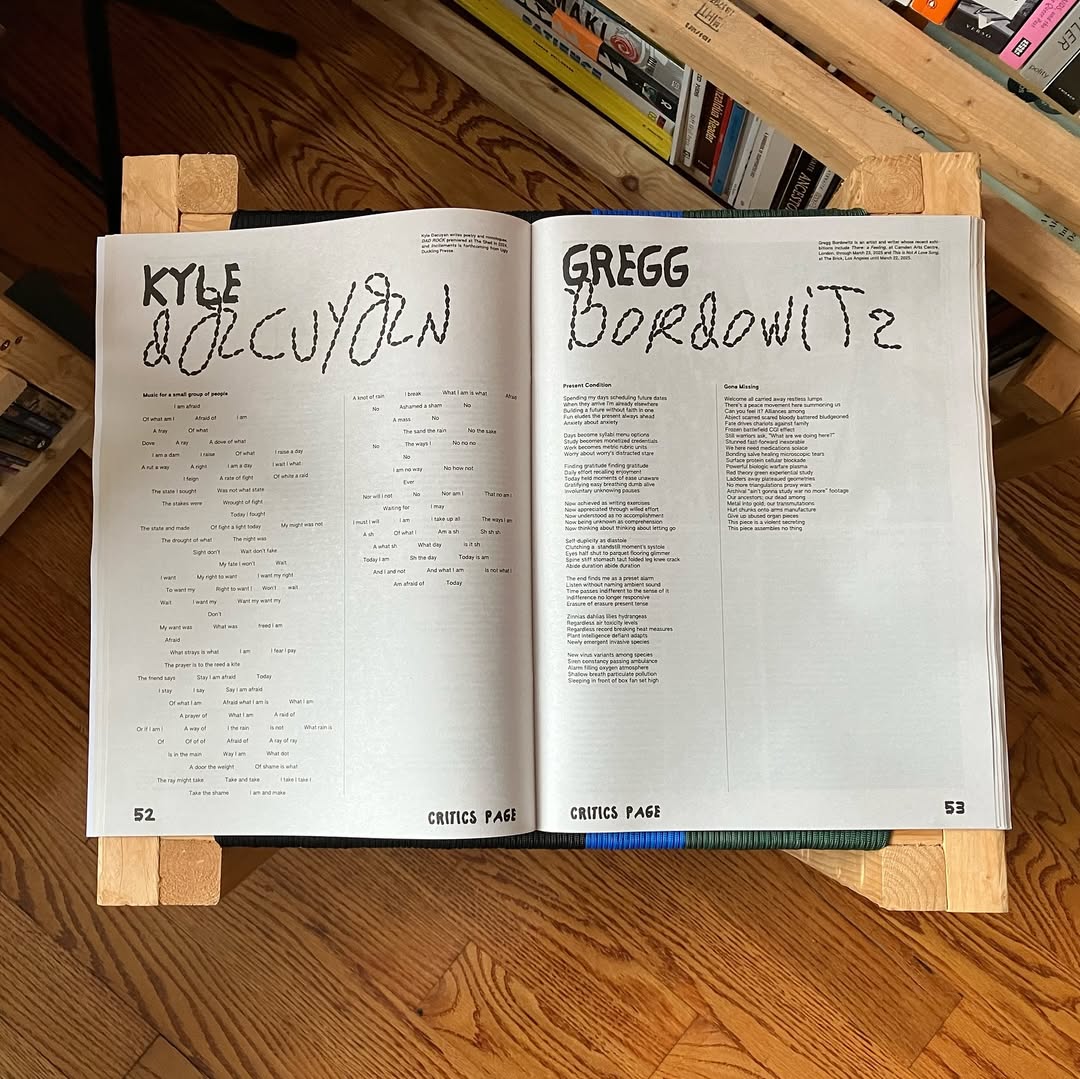 KYLE
dacuyan
Kyle Dacuyan writes poetry and monologues.
DAD ROCK premiered at The Shed in
and Incitements is forthcoming from Ugly
Duckling Presse.
Music for a small group of people
I am afraid
Of what am I Afraid of I am
A fray Of what
Dove A ray A dove of what
I am a dam I raise Of what I raise a day
A rut a way A right I am a day I wait I what
I feign A rate of fight Of white a raid
The state I sought Was not what state
The stakes were Wrought of fight
Today I fought
The state and made Of fight a light today My might was not
The drought of what The night was
Sight don't Wait don't fake
My fate I won't Wait
I want My right to want I want my right
To want my Right to want I Won't wait
Wait I want my Want my want my
Don't
My want was What was freed I am
Afraid
What strays is what I am I fear I pay
The prayer is to the reed a kite
The friend says Stay I am afraid Today
I stay I say Say I am afraid
Of what I am Afraid what I am is What I am
A prayer of What I am A raid of
Or if I am I A way of I the rain Is not What rain is
Of Of of of Afraid of A ray of ray
Is in the main Way I am What dot
A door the weight Of shame is what
The ray might take Take and take I take I take I
Take the shame I am and make
A knot of rain I break What I am is what Afraid
No Ashamed a sham No
A mass No
The sand the rain No the sake
No The ways I No no no
No
I am no way No how not
Ever
Nor will I not No Nor am I That no am I
Waiting for I may
I must I will I am I take up all The ways I am
A sh Of what I Am a sh Sh sh sh
A what sh What day Is it sh
Today I am Sh the day Today is am
And I and not And what I am Is not what I
Am afraid of Today
52
CRITICS PAGE
GREGG
Bordowitz
Gregg Bordowitz is an artist and writer whose recent exhi-
bitions include There: a Feeling, at Camden Arts Centre,
London, through March 23, 2025 and This is Not A Love Song,
at The Brick, Los Angeles until March 22, 2025.
Present Condition
Spending my days scheduling future dates
When they arrive I'm already elsewhere
Building a future without faith in one
Fun eludes the present always ahead
Anxiety about anxiety
Days become syllabi menu options
Study becomes monetized credentials
Work becomes metric rubric units
Worry about worry's distracted stare
Finding gratitude finding gratitude
Daily effort recalling enjoyment
Today held moments of ease unaware
Gratifying easy breathing dumb alive
Involuntary unknowing pauses
Now achieved as writing exercises
Now appreciated through willed effort
Now understood as no accomplishment
Now being unknown as comprehension
Now thinking about thinking about letting go
Self-duplicity as diastole
Clutching a standstill moment's systole
Eyes half shut to parquet flooring glimmer
Spine stiff stomach taut folded leg knee crack
Abide duration abide duration
The end finds me as a preset alarm
Listen without naming ambient sound
Time passes indifferent to the sense of it
Indifference no longer responsive
Erasure of erasure present tense
Zinnias dahlias lilies hydrangeas
Regardless air toxicity levels
Regardless record breaking heat measures
Plant intelligence defiant adapts
Newly emergent invasive species
New virus variants among species
Siren constancy passing ambulance
Alarm filling oxygen atmosphere
Shallow breath particulate pollution
Sleeping in front of box fan set high
Gone Missing
Welcome all carried away restless lumps
There's a peace movement here summoning us
Can you feel it? Alliances among
Abject scarred scared bloody battered bludgeoned
Face drives chariots against family
Frozen battlefield CGI effect
Still warriors ask, "What are we doing here?"
Stunned fast-forward inexorable
We here need medications solace
Bonding salve healing microscopic tears
Surface protein cellular blockade
Powerful biologic warfare plasma
Red theory green experiential study
Ladders away plateaued geometries
No more triangulations proxy wars
Archival "ain't gonna study war no more" footage
Our ancestors; our dead among
Metal into gold, our transmutations
Hurl shunks onto arms manufacture
Give up abused organ pieces
This piece is a violent secreting
This piece assembles no thing
CRITICS PAGE
53
PATIENCE
Reader
VERSO
polity